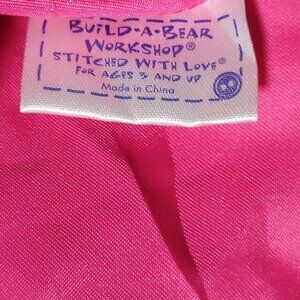 BUILD-A-BEAR
WORKSHOP®
STITCHED WITH LOVE®
FOR AGES 3 AND UP
Made in China